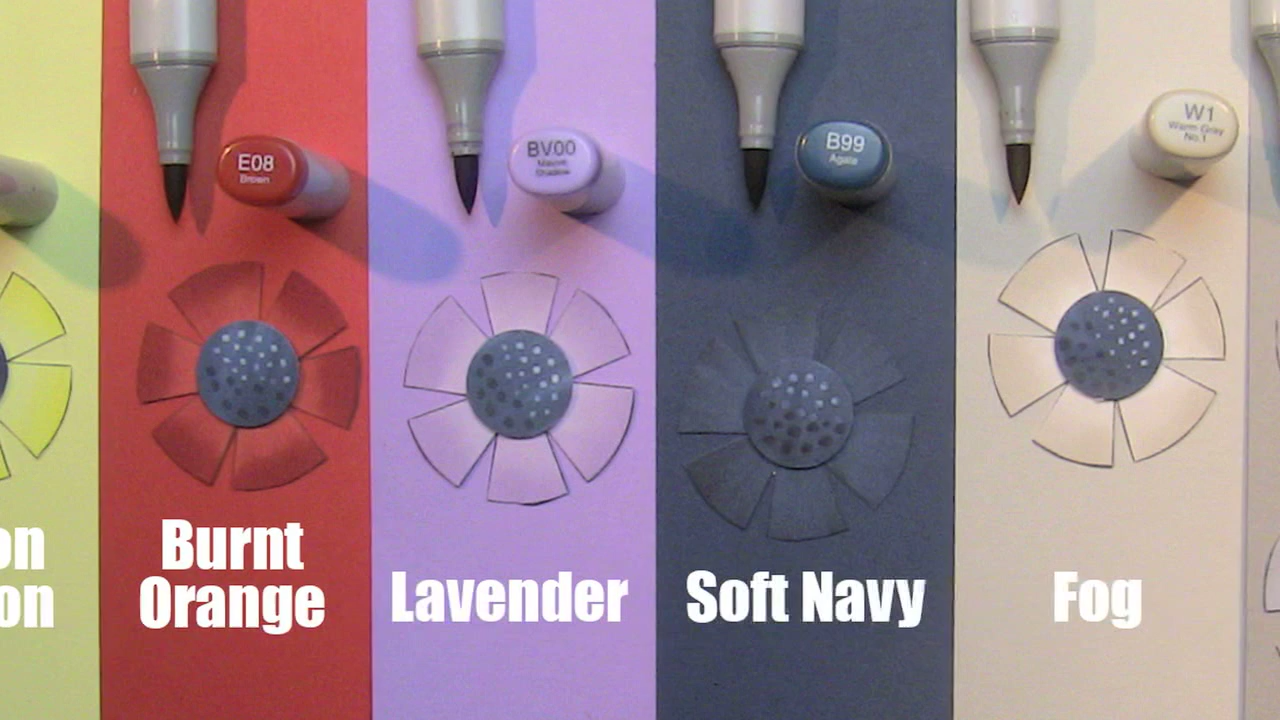 E08
Brown
BV00
Mauve
Shadow
B99
Agate
W1
Warm Gray
No.1
on
on
Burnt
Orange
Lavender
Soft Navy
Fog